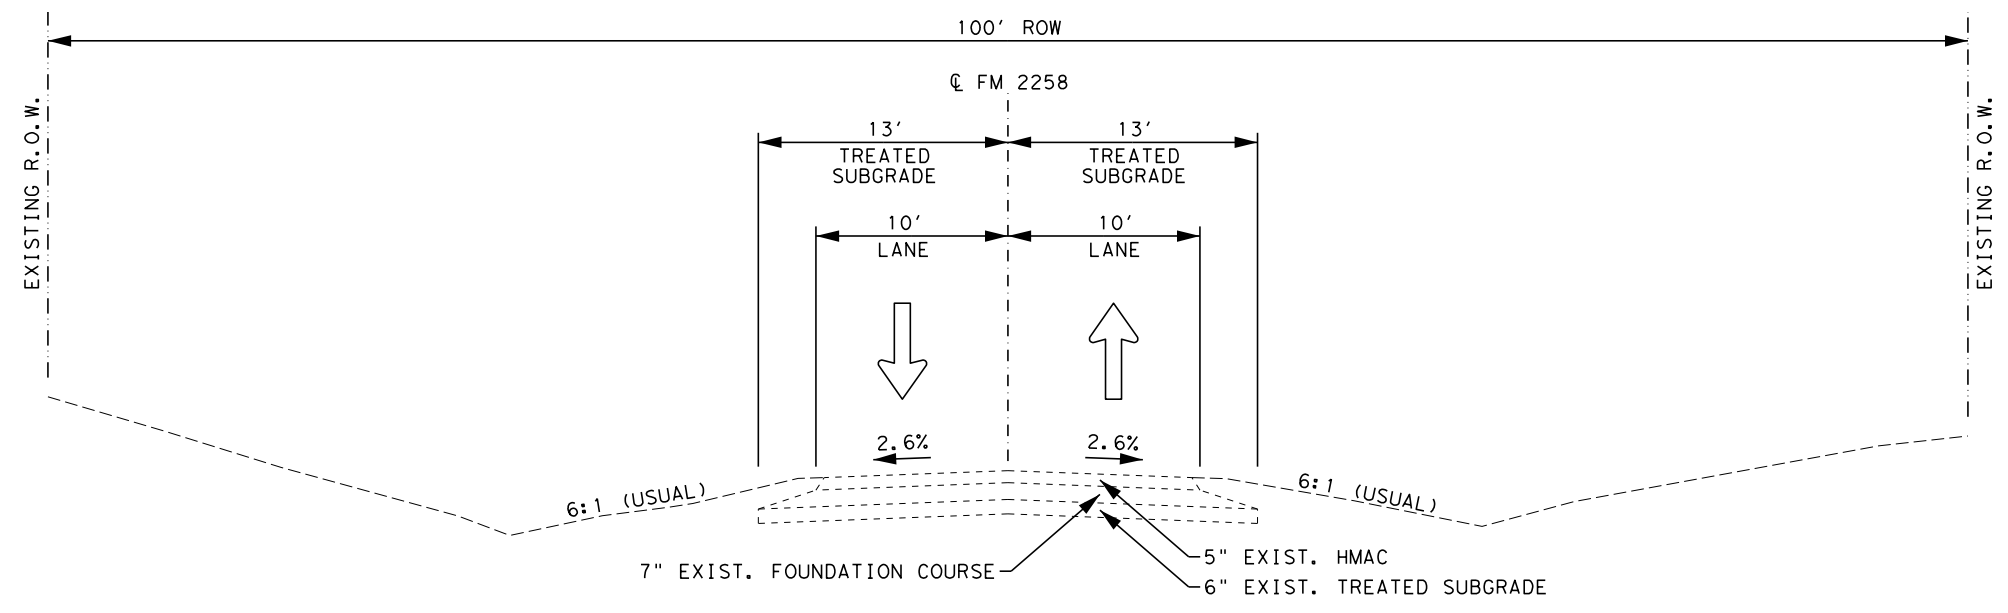 100' ROW
℄ FM 2258
EXISTING R.O.W.
EXISTING R.O.W.
13'
TREATED
SUBGRADE
13'
TREATED
SUBGRADE
10'
LANE
10'
LANE
2.6%
2.6%
6:1 (USUAL)
6:1 (USUAL)
7" EXIST. FOUNDATION COURSE
5" EXIST. HMAC
6" EXIST. TREATED SUBGRADE